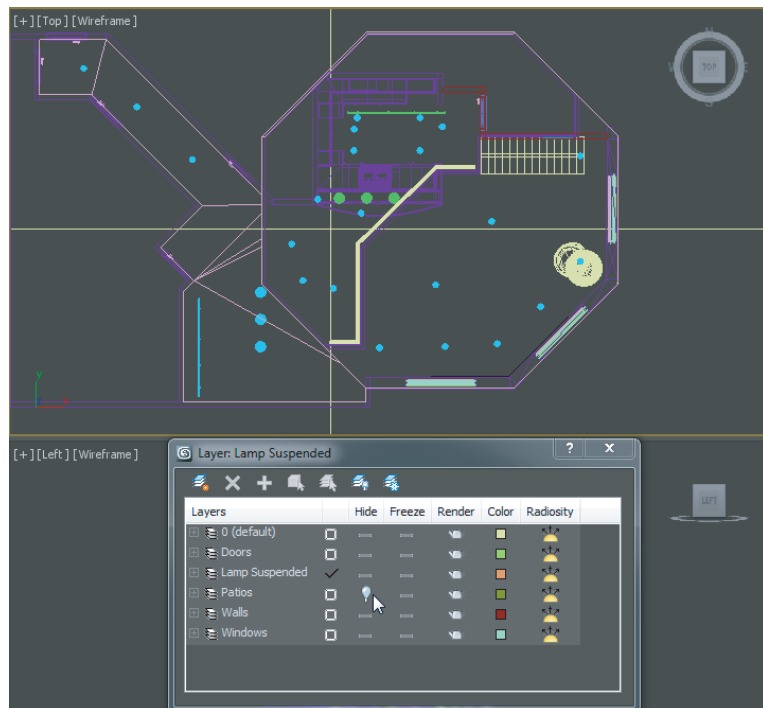 [+][Top][Wireframe]
N
W TOP E
S
y
[+][Left][Wireframe]
Layer: Lamp Suspended
? x
LEFT
Layers Hide Freeze Render Color Radiosity
0 (default)
Doors
Lamp Suspended
Patios
Walls
Windows